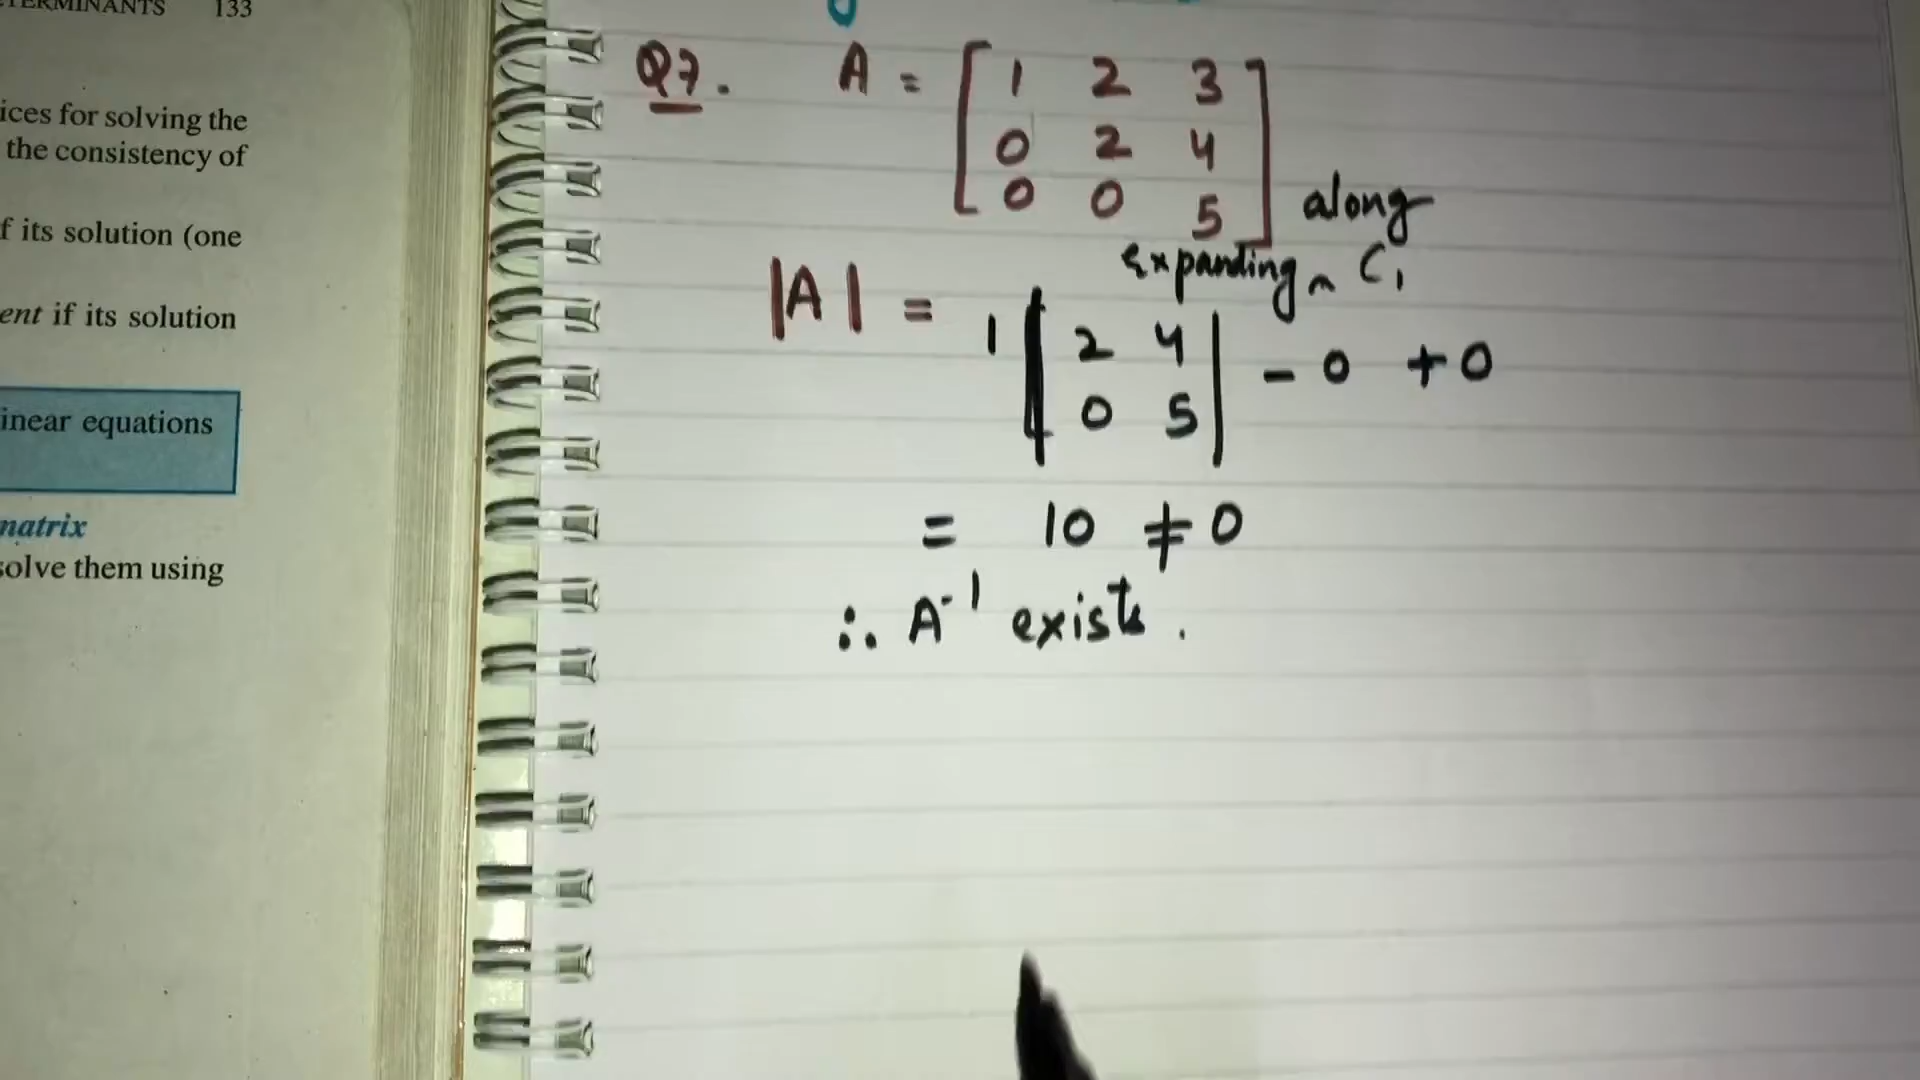 133
ices for solving the
the consistency of
f its solution (one
ent if its solution
inear equations
matrix
solve them using
Q7. A = [ 1 2 3
0 2 4
0 0 5 ]
along
expanding ^ C₁
|A| = 1 | 2 4 | - 0 + 0
0 5
= 10 ≠ 0
∴ A⁻¹ exists.